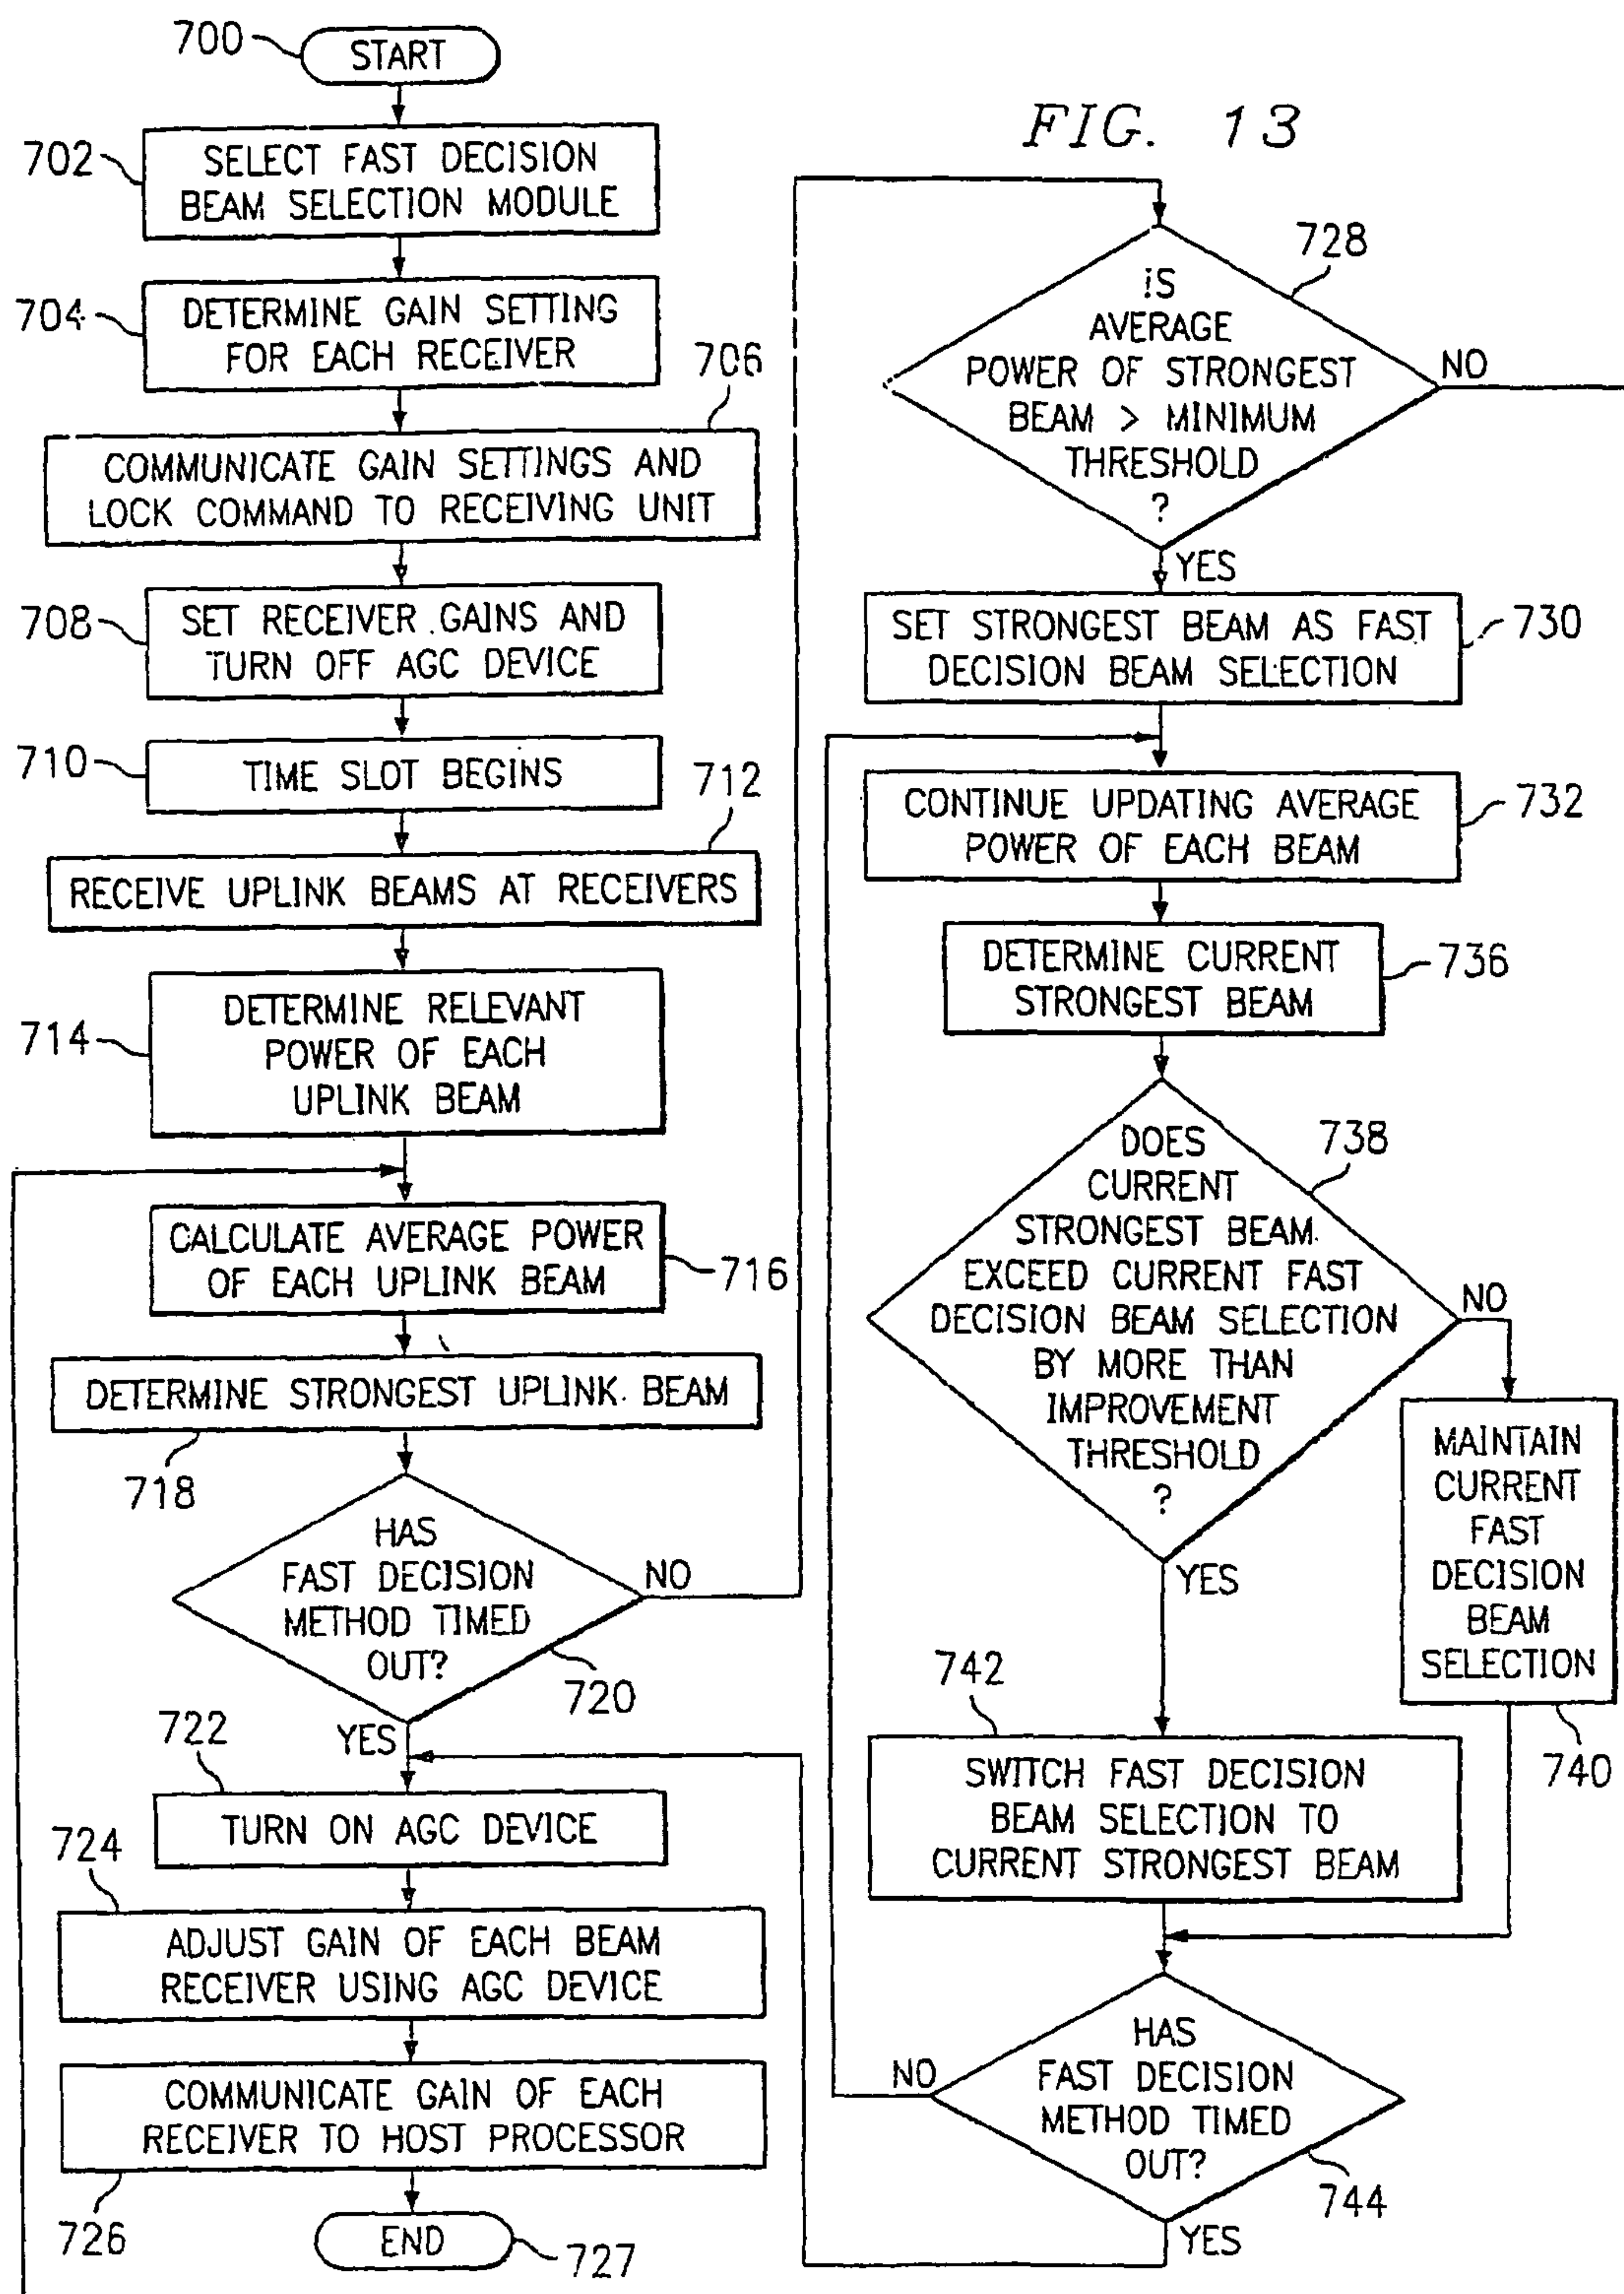 700
START
FIG. 13
702
SELECT FAST DECISION
BEAM SELECTION MODULE
704
DETERMINE GAIN SETTING
FOR EACH RECEIVER
706
COMMUNICATE GAIN SETTINGS AND
LOCK COMMAND TO RECEIVING UNIT
708
SET RECEIVER GAINS AND
TURN OFF AGC DEVICE
710
TIME SLOT BEGINS
712
RECEIVE UPLINK BEAMS AT RECEIVERS
714
DETERMINE RELEVANT
POWER OF EACH
UPLINK BEAM
CALCULATE AVERAGE POWER
OF EACH UPLINK BEAM
716
DETERMINE STRONGEST UPLINK BEAM
718
HAS
FAST DECISION
METHOD TIMED
OUT?
NO
720
YES
722
TURN ON AGC DEVICE
724
ADJUST GAIN OF EACH BEAM
RECEIVER USING AGC DEVICE
COMMUNICATE GAIN OF EACH
RECEIVER TO HOST PROCESSOR
726
END
727
728
IS
AVERAGE
POWER OF STRONGEST
BEAM > MINIMUM
THRESHOLD
?
NO
YES
SET STRONGEST BEAM AS FAST
DECISION BEAM SELECTION
730
CONTINUE UPDATING AVERAGE
POWER OF EACH BEAM
732
DETERMINE CURRENT
STRONGEST BEAM
736
738
DOES
CURRENT
STRONGEST BEAM
EXCEED CURRENT FAST
DECISION BEAM SELECTION
BY MORE THAN
IMPROVEMENT
THRESHOLD
?
NO
YES
MAINTAIN
CURRENT
FAST
DECISION
BEAM
SELECTION
740
742
SWITCH FAST DECISION
BEAM SELECTION TO
CURRENT STRONGEST BEAM
HAS
FAST DECISION
METHOD TIMED
OUT?
NO
744
YES